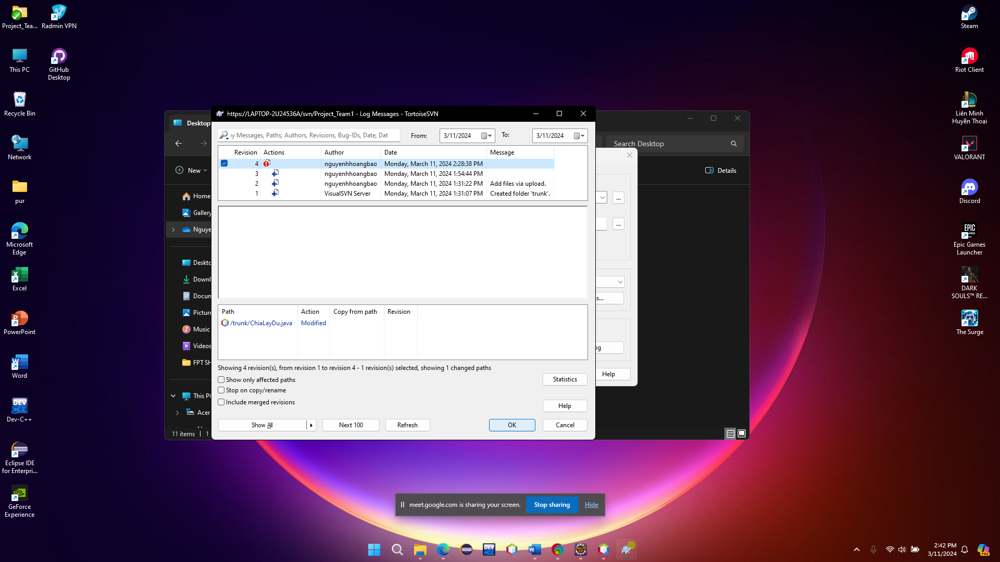 Project_Tea...
Radmin VPN
This PC
GitHub
Desktop
Recycle Bin
Network
pur
Microsoft
Edge
Excel
PowerPoint
Word
Dev-C++
Eclipse IDE
for Enterpri...
GeForce
Experience
Steam
Riot Client
Liên Minh
Huyền Thoại
VALORANT
Discord
EPIC
GAMES
Epic Games
Launcher
DARK
SOULS™ RE...
The Surge
Desktop
Search Desktop
New
Details
Home
Gallery
Nguye
Deskto
Downl
Docun
Picture
Music
Videos
FPT SH
This PC
Acer
11 items
1
Help
https://LAPTOP-2U24536A/svn/Project_Team1 - Log Messages - TortoiseSVN
y Messages, Paths, Authors, Revisions, Bug-IDs, Date, Dat
From:
3/11/2024
To:
3/11/2024
Revision Actions Author Date Message
4 nguyenhhoangbao Monday, March 11, 2024 2:28:38 PM
3 nguyenhhoangbao Monday, March 11, 2024 1:54:44 PM
2 nguyenhhoangbao Monday, March 11, 2024 1:31:22 PM Add files via upload.
1 VisualSVN Server Monday, March 11, 2024 1:31:07 PM Created folder 'trunk'.
Path Action Copy from path Revision
/trunk/ChiaLayDu.java Modified
Showing 4 revision(s), from revision 1 to revision 4 - 1 revision(s) selected, showing 1 changed paths
Show only affected paths
Stop on copy/rename
Include merged revisions
Statistics
Help
Show All
Next 100
Refresh
OK
Cancel
meet.google.com is sharing your screen.
Stop sharing
Hide
2:42 PM
3/11/2024